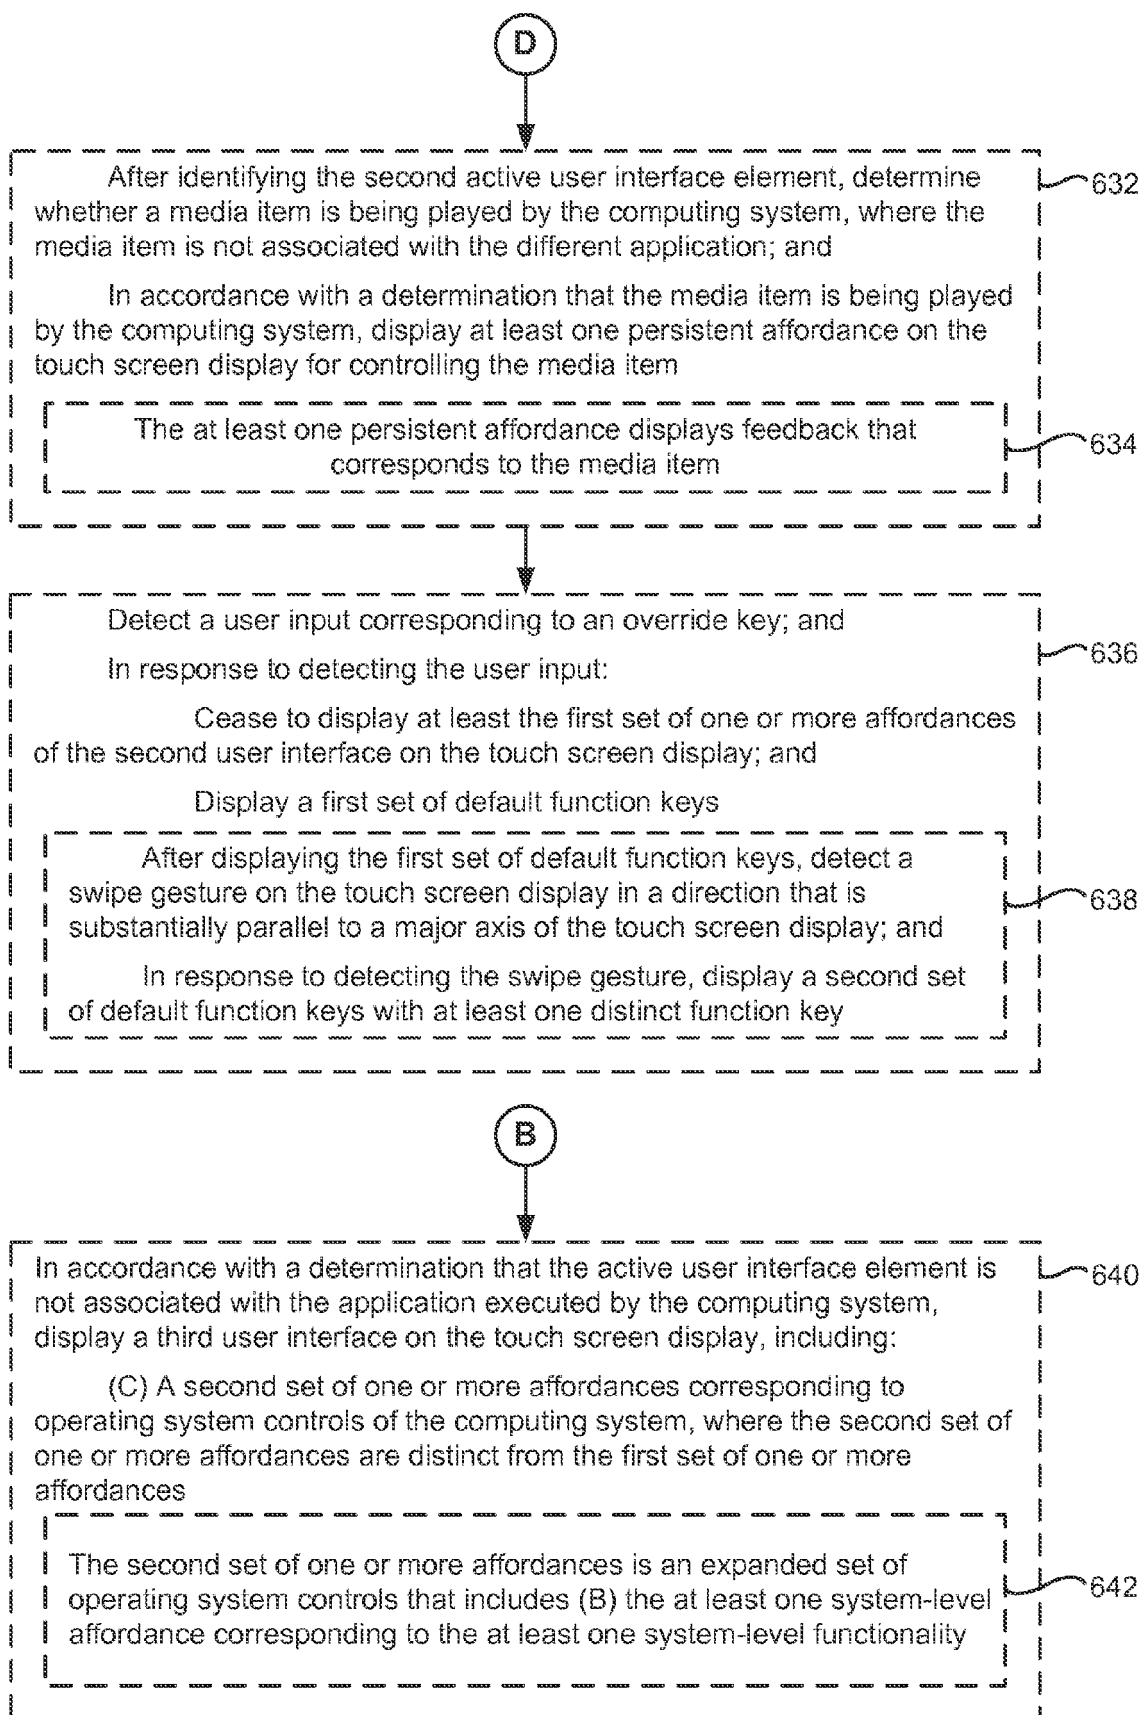 D
After identifying the second active user interface element, determine
whether a media item is being played by the computing system, where the
media item is not associated with the different application; and
In accordance with a determination that the media item is being played
by the computing system, display at least one persistent affordance on the
touch screen display for controlling the media item
632
The at least one persistent affordance displays feedback that
corresponds to the media item
634
Detect a user input corresponding to an override key; and
In response to detecting the user input:
Cease to display at least the first set of one or more affordances
of the second user interface on the touch screen display; and
Display a first set of default function keys
636
After displaying the first set of default function keys, detect a
swipe gesture on the touch screen display in a direction that is
substantially parallel to a major axis of the touch screen display; and
In response to detecting the swipe gesture, display a second set
of default function keys with at least one distinct function key
638
B
In accordance with a determination that the active user interface element is
not associated with the application executed by the computing system,
display a third user interface on the touch screen display, including:
(C) A second set of one or more affordances corresponding to
operating system controls of the computing system, where the second set of
one or more affordances are distinct from the first set of one or more
affordances
640
The second set of one or more affordances is an expanded set of
operating system controls that includes (B) the at least one system-level
affordance corresponding to the at least one system-level functionality
642